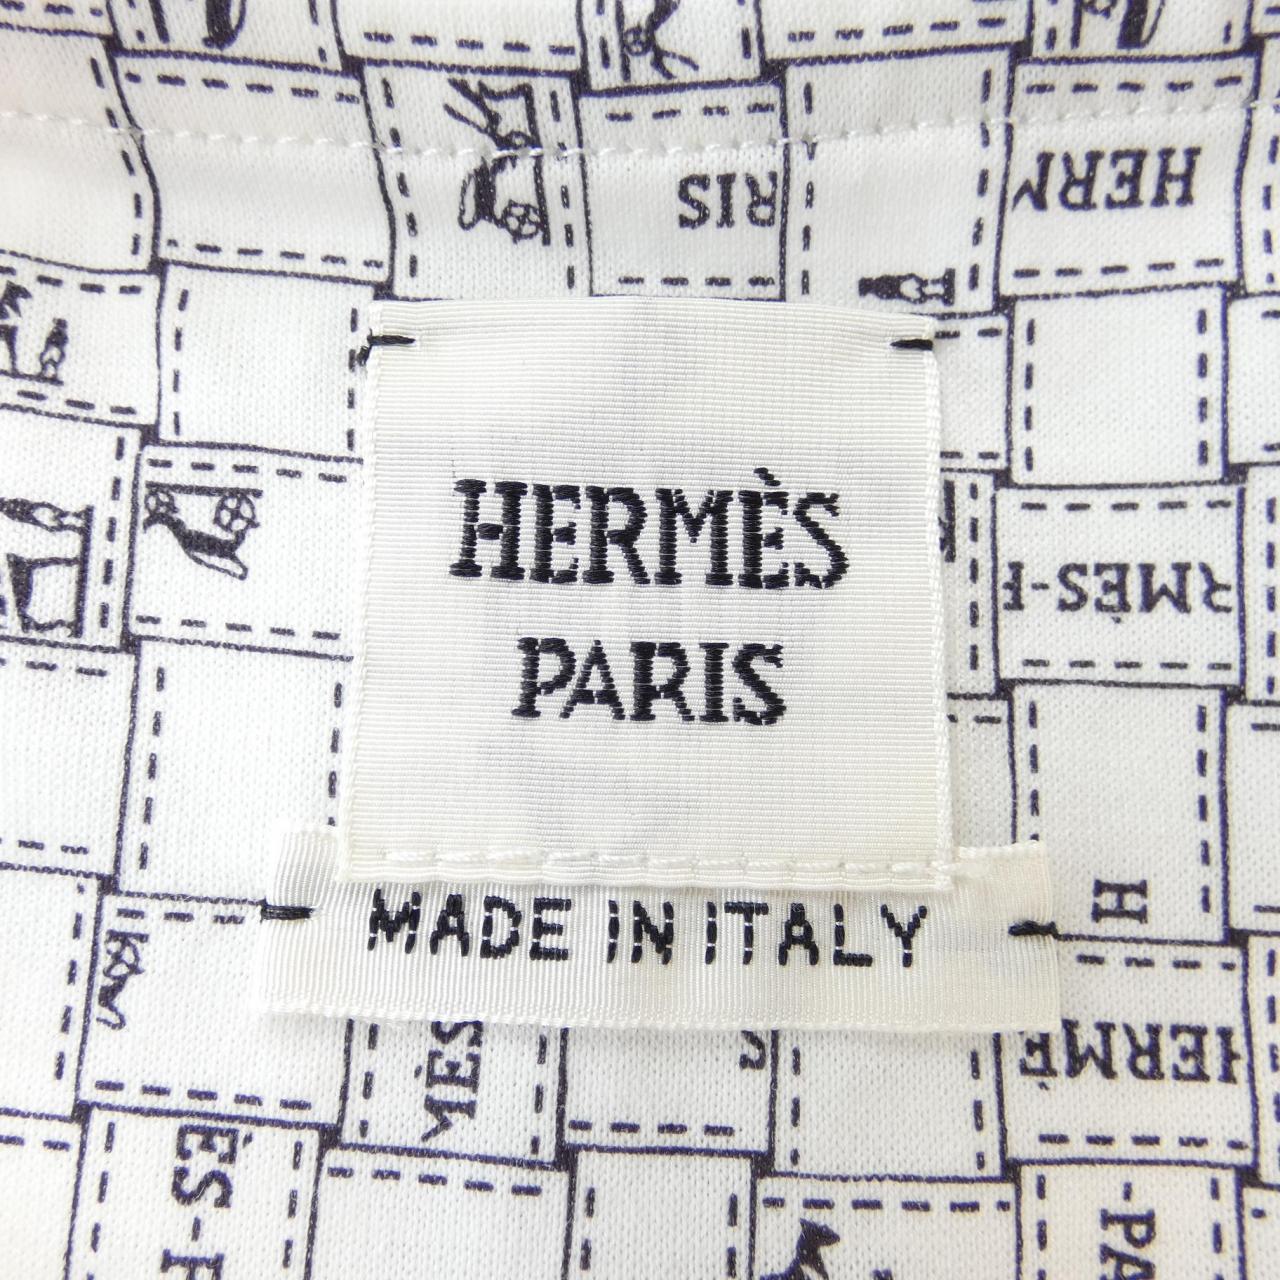 RIS
HERM
HERMÈS
PARIS
RMÈS-P
MADE IN ITALY
H
MÈS
S
HERMÈ
ÈS-P
-PA